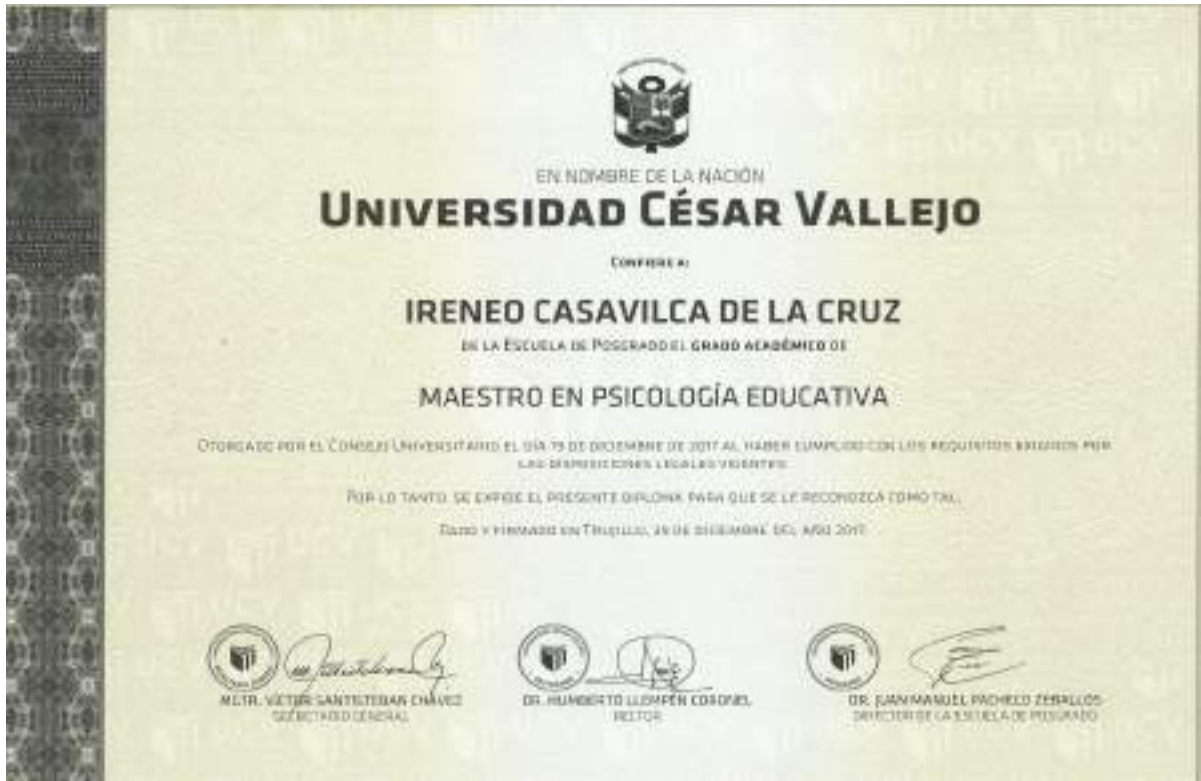 EN NOMBRE DE LA NACIÓN
UNIVERSIDAD CÉSAR VALLEJO
CONFIERE A:
IRENEO CASAVILCA DE LA CRUZ
DE LA ESCUELA DE POSGRADO EL GRADO ACADÉMICO DE
MAESTRO EN PSICOLOGÍA EDUCATIVA
OTORGADO POR EL CONSEJO UNIVERSITARIO EL DÍA 19 DE DICIEMBRE DE 2017 AL HABER CUMPLIDO CON LOS REQUISITOS EXIGIDOS POR
LAS DISPOSICIONES LEGALES VIGENTES
POR LO TANTO, SE EXPIDE EL PRESENTE DIPLOMA PARA QUE SE LE RECONOZCA COMO TAL.
DADO Y FIRMADO EN TRUJILLO, DE DICIEMBRE DEL AÑO 2017
MGTR. VÍCTOR SANTISTEBAN CHÁVEZ
SECRETARIO GENERAL
DR. HUMBERTO LLEMPÉN CORONEL
RECTOR
DR. JUAN MANUEL PACHECO ZEBALLOS
DIRECTOR DE LA ESCUELA DE POSGRADO